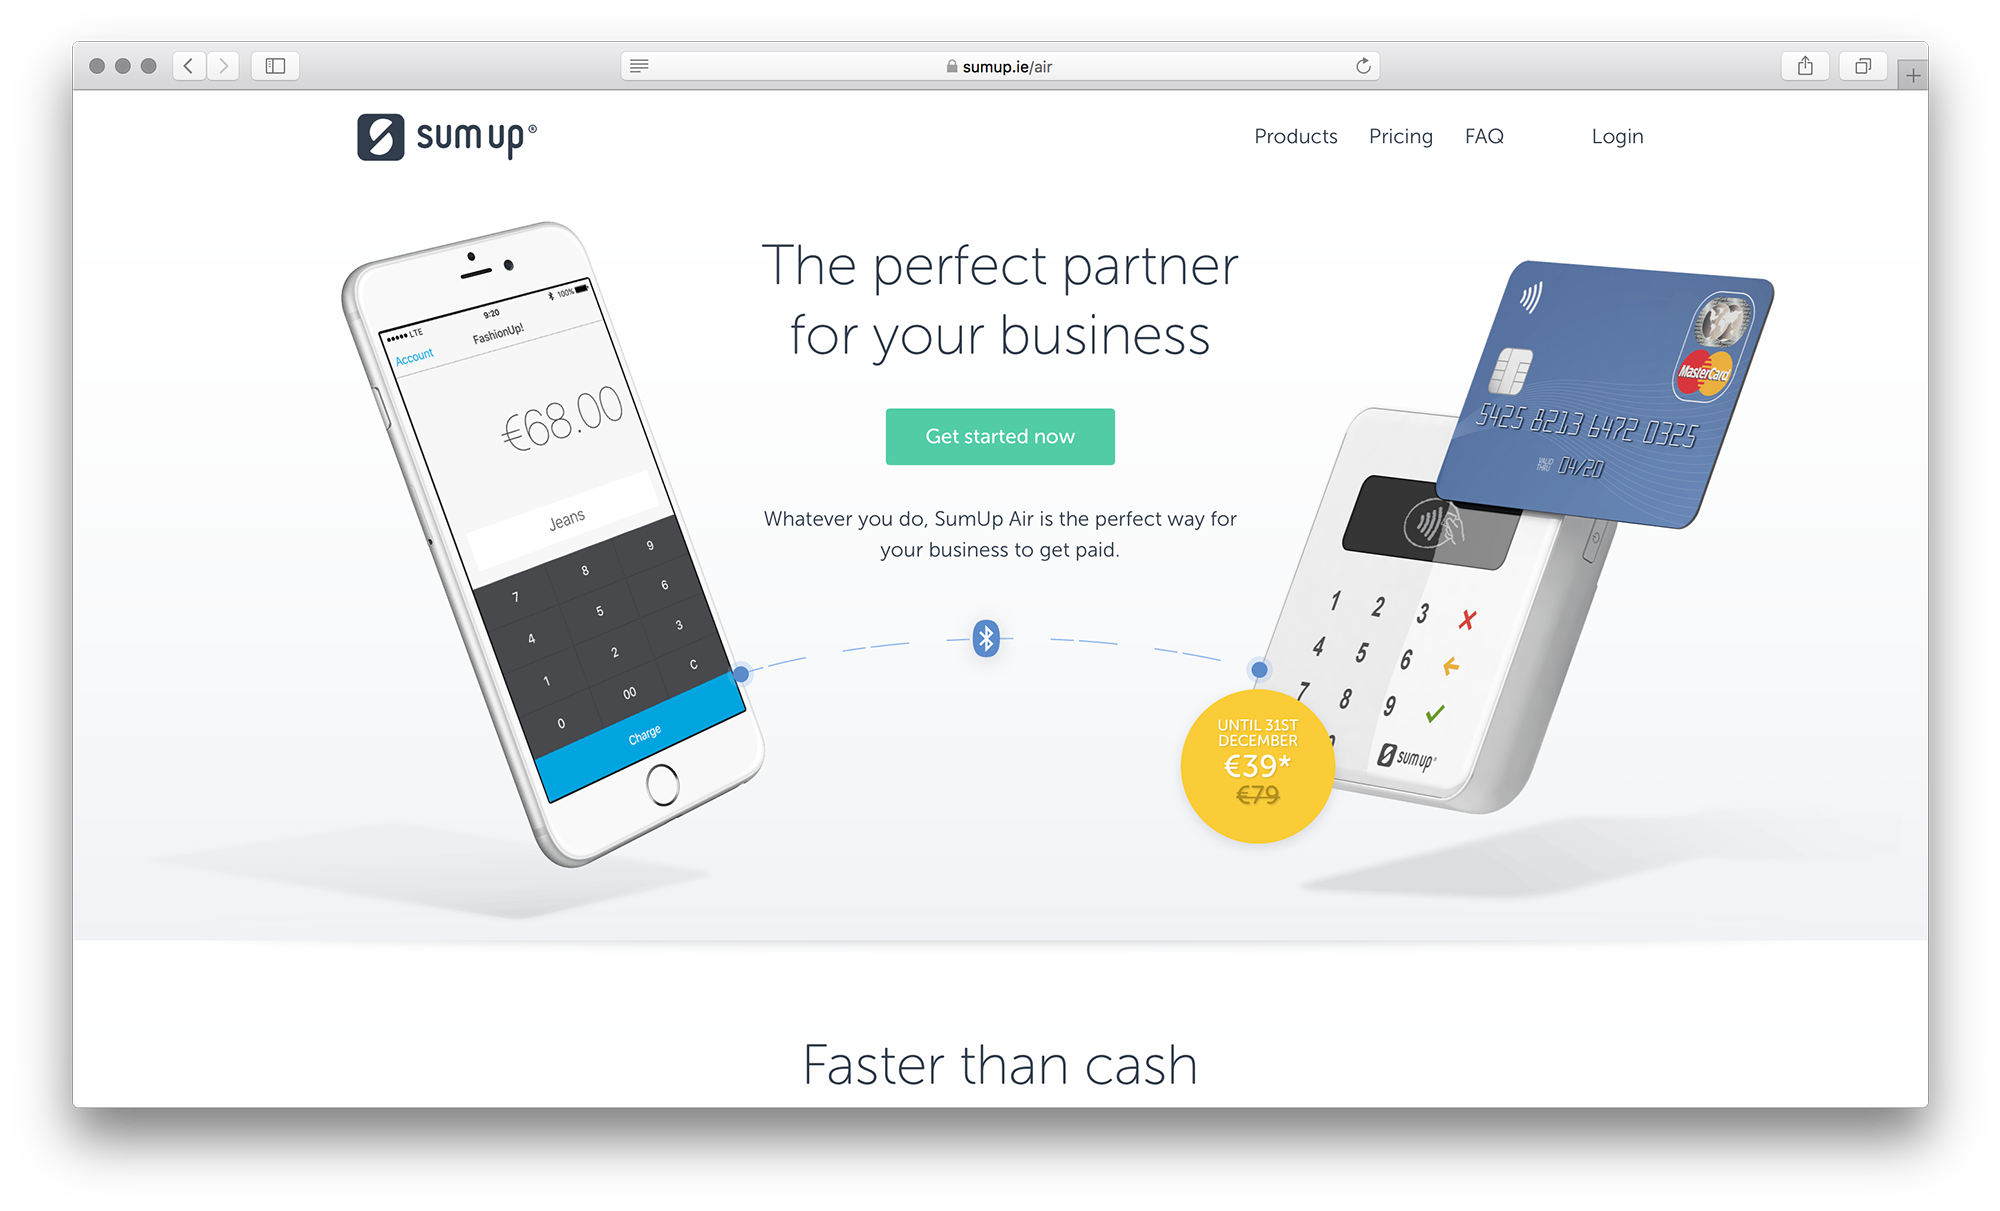 sumup.ie/air
sumup®
Products Pricing FAQ Login
The perfect partner
for your business
Get started now
Whatever you do, SumUp Air is the perfect way for
your business to get paid.
LTE
9:20
100%
Account
FashionUp!
€68.00
Jeans
7 8 9
4 5 6
1 2 3
0 00 C
Charge
MasterCard
5425 8213 6472 0325
VALID
THRU
04/20
1 2 3
4 5 6
7 8 9
sumup®
UNTIL 31ST
DECEMBER
€39*
€79
Faster than cash